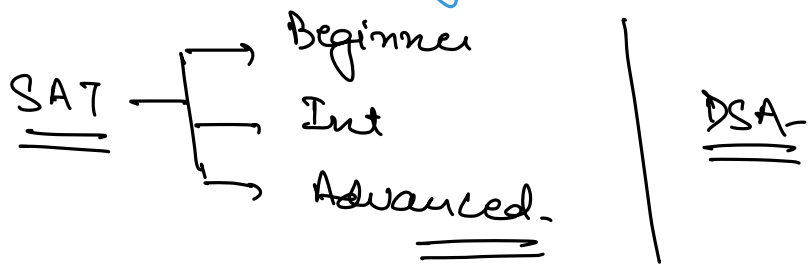 Beginner
SAT
Int
DSA-
Advanced.